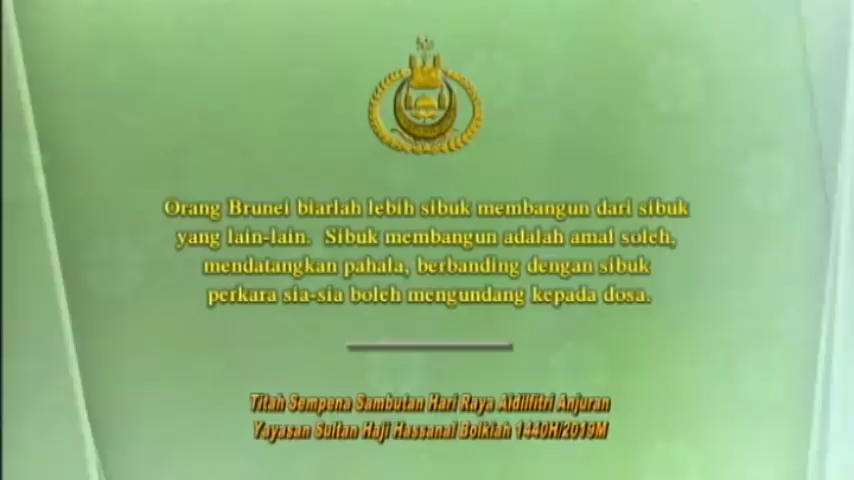 Orang Brunei biarlah lebih sibuk membangun dari sibuk
yang lain-lain. Sibuk membangun adalah amal soleh,
mendatangkan pahala, berbanding dengan sibuk
perkara sia-sia boleh mengundang kepada dosa.
Titah Sempena Sambutan Hari Raya Aidilfitri Anjuran
Yayasan Sultan Haji Hassanal Bolkiah 1440H/2019M